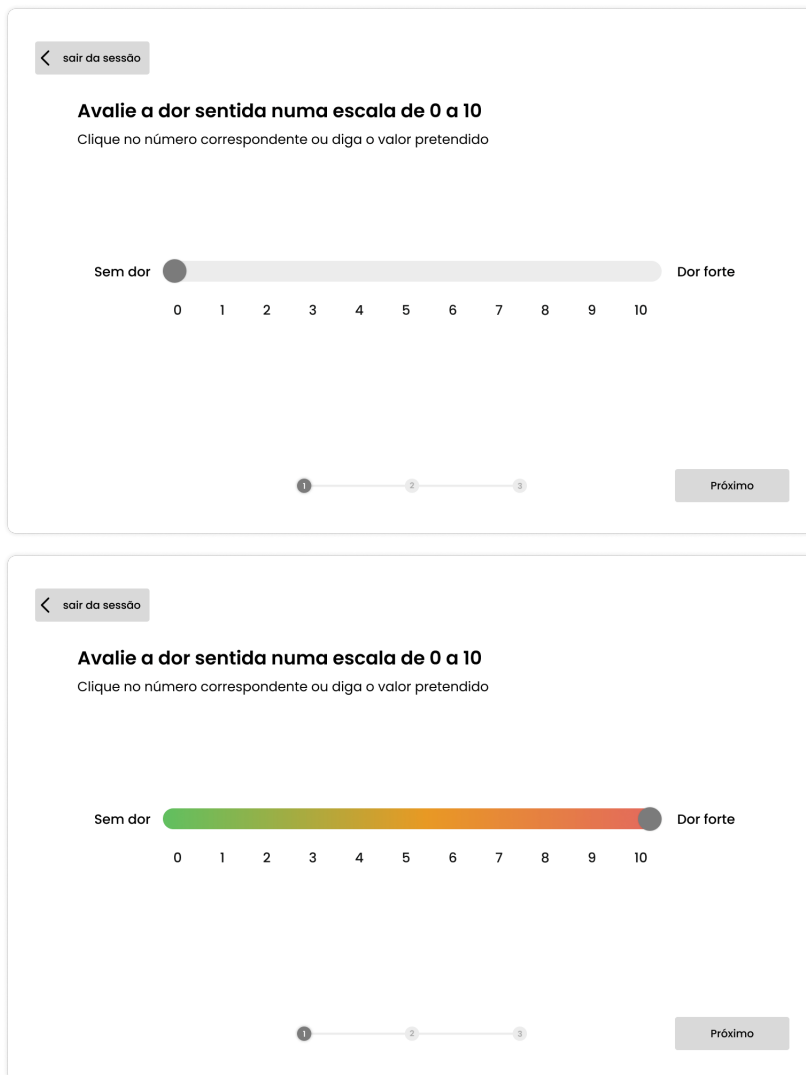 sair da sessão
Avalie a dor sentida numa escala de 0 a 10
Clique no número correspondente ou diga o valor pretendido
Sem dor Dor forte
0 1 2 3 4 5 6 7 8 9 10
1 2 3 Próximo
sair da sessão
Avalie a dor sentida numa escala de 0 a 10
Clique no número correspondente ou diga o valor pretendido
Sem dor Dor forte
0 1 2 3 4 5 6 7 8 9 10
1 2 3 Próximo